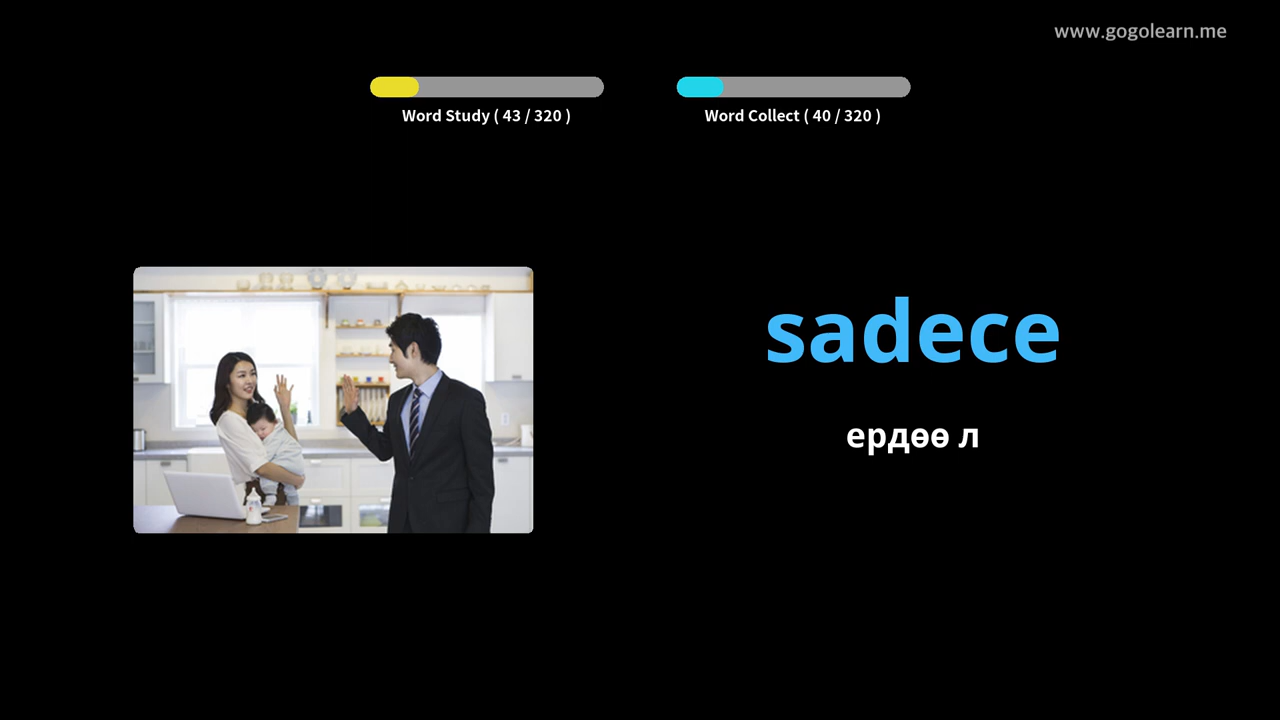 www.gogolearn.me
Word Study ( 43 / 320 )
Word Collect ( 40 / 320 )
sadece
ердөө л